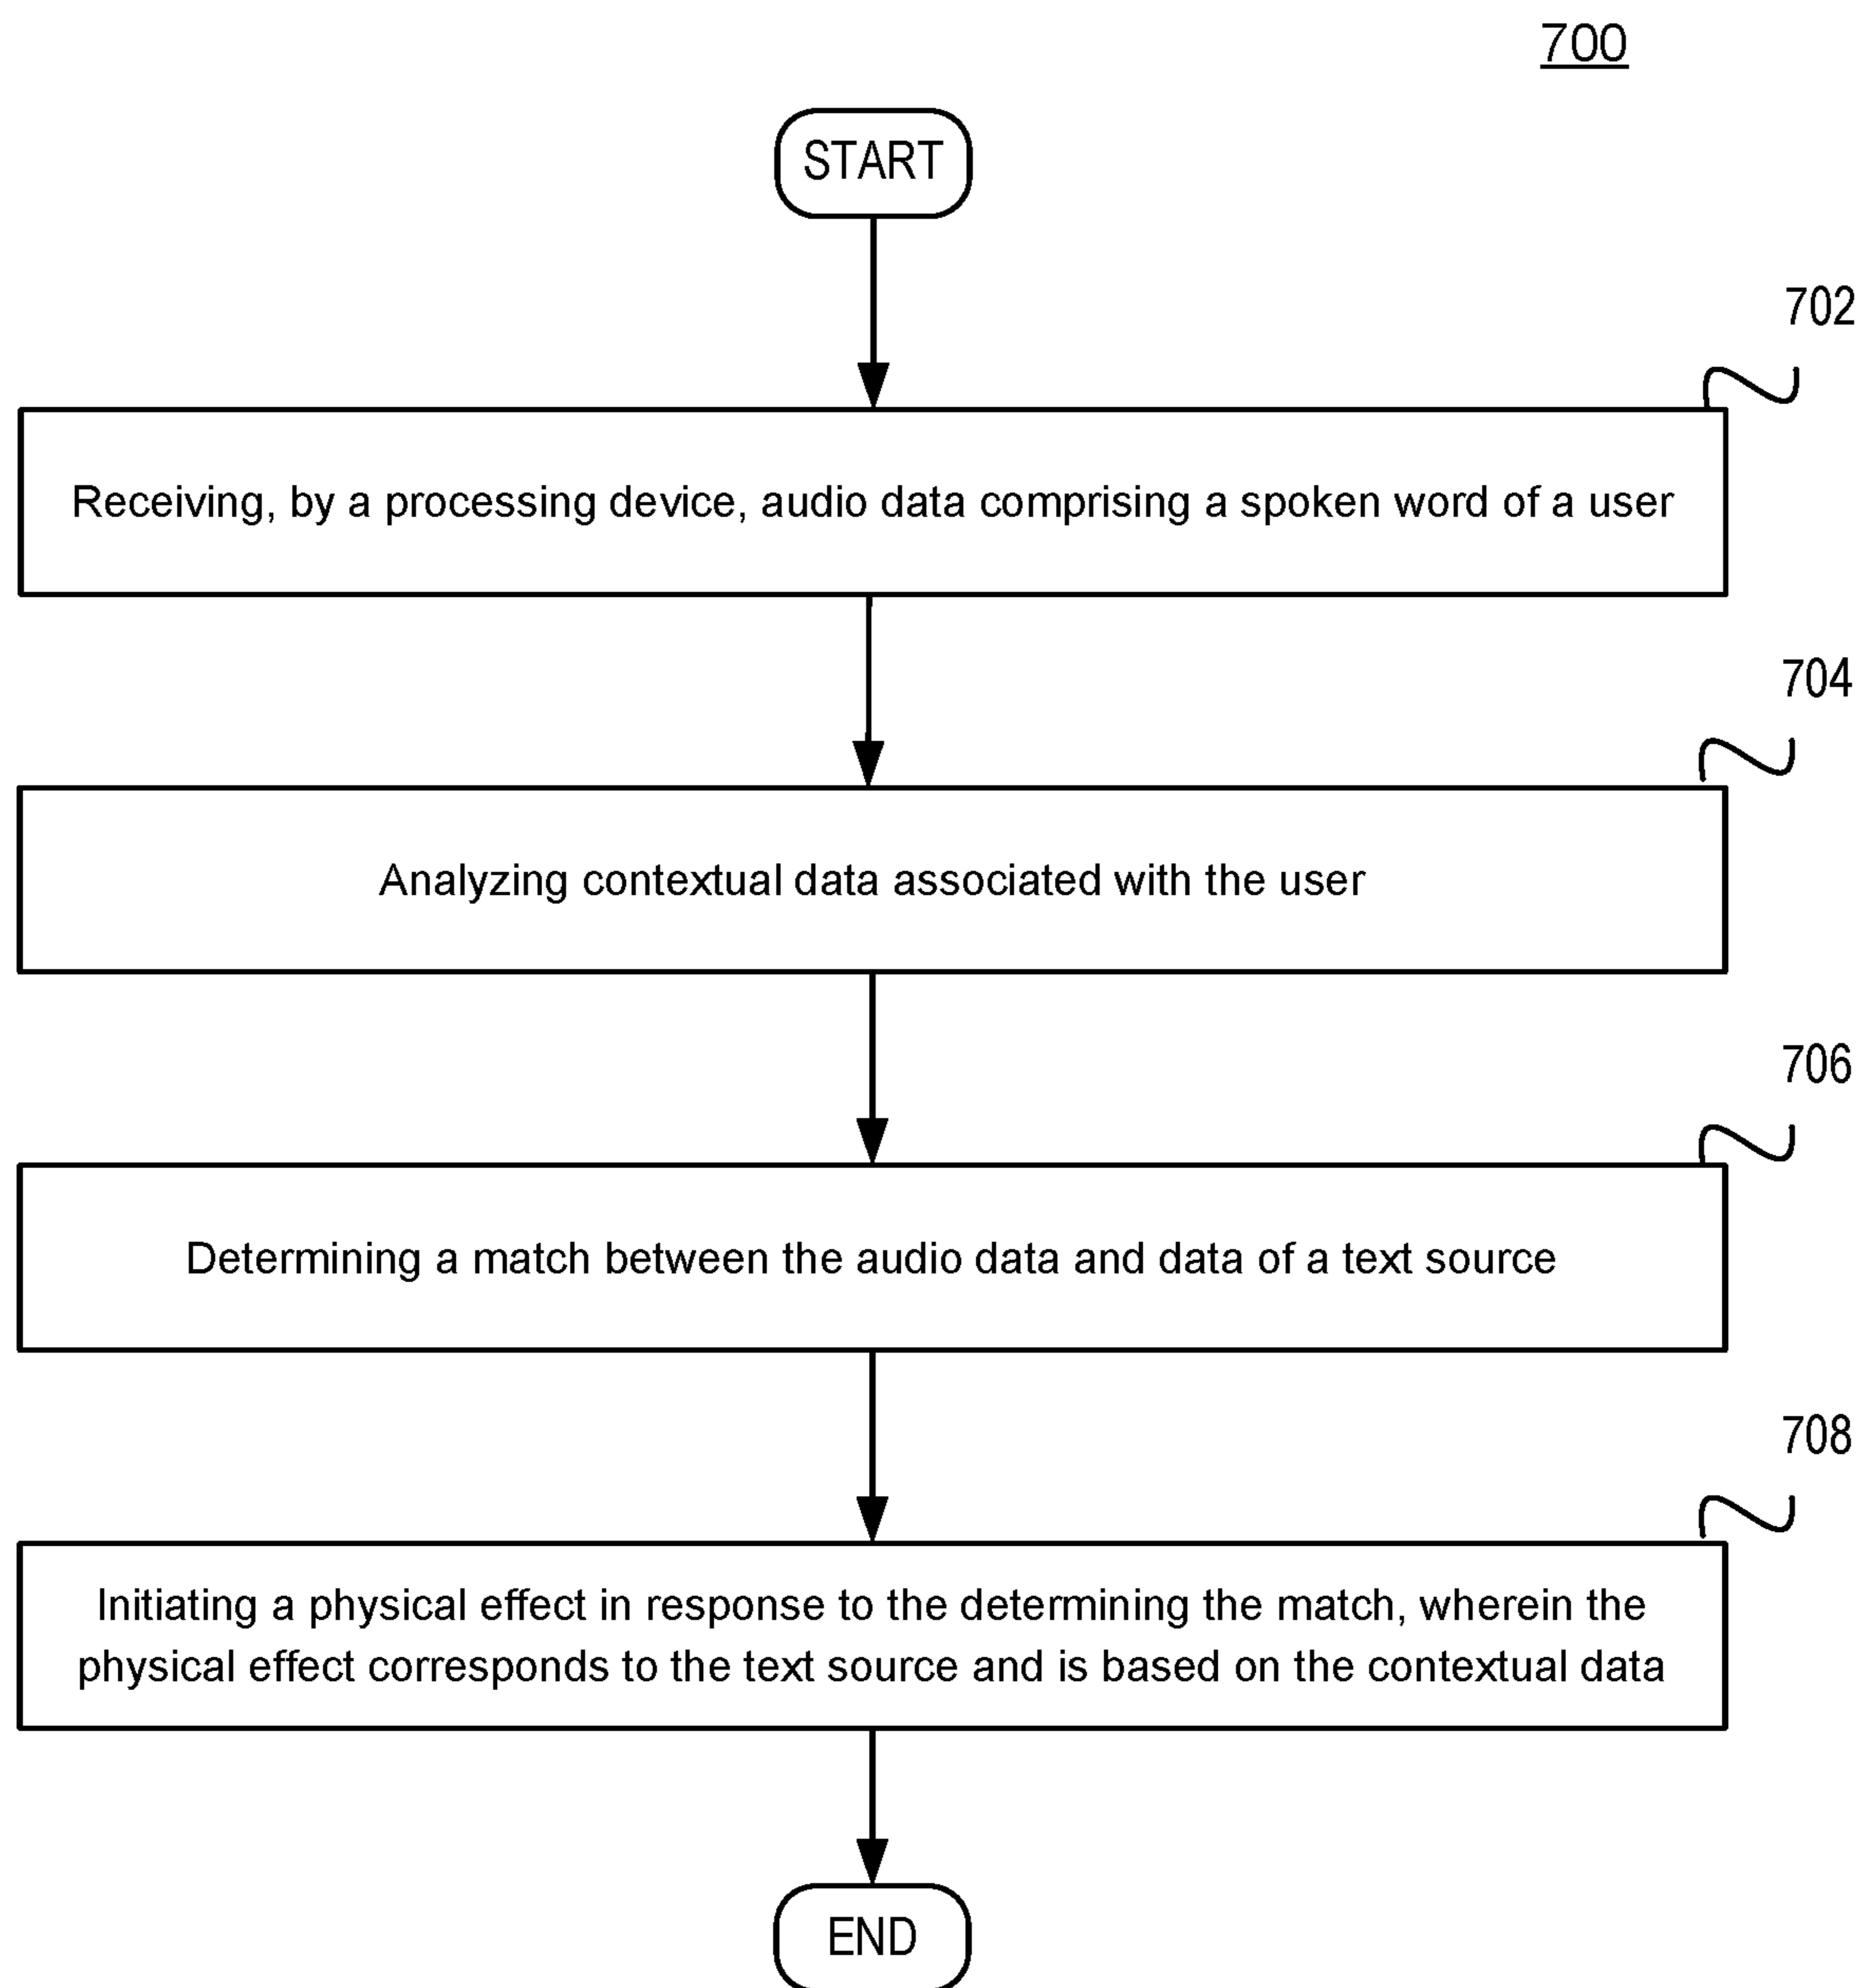 700
START
702
Receiving, by a processing device, audio data comprising a spoken word of a user
704
Analyzing contextual data associated with the user
706
Determining a match between the audio data and data of a text source
708
Initiating a physical effect in response to the determining the match, wherein the
physical effect corresponds to the text source and is based on the contextual data
END